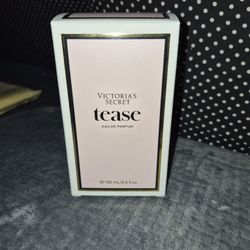 VICTORIA'S
SECRET
tease
EAU DE PARFUM
℮ 100 mL/3.4 fl oz